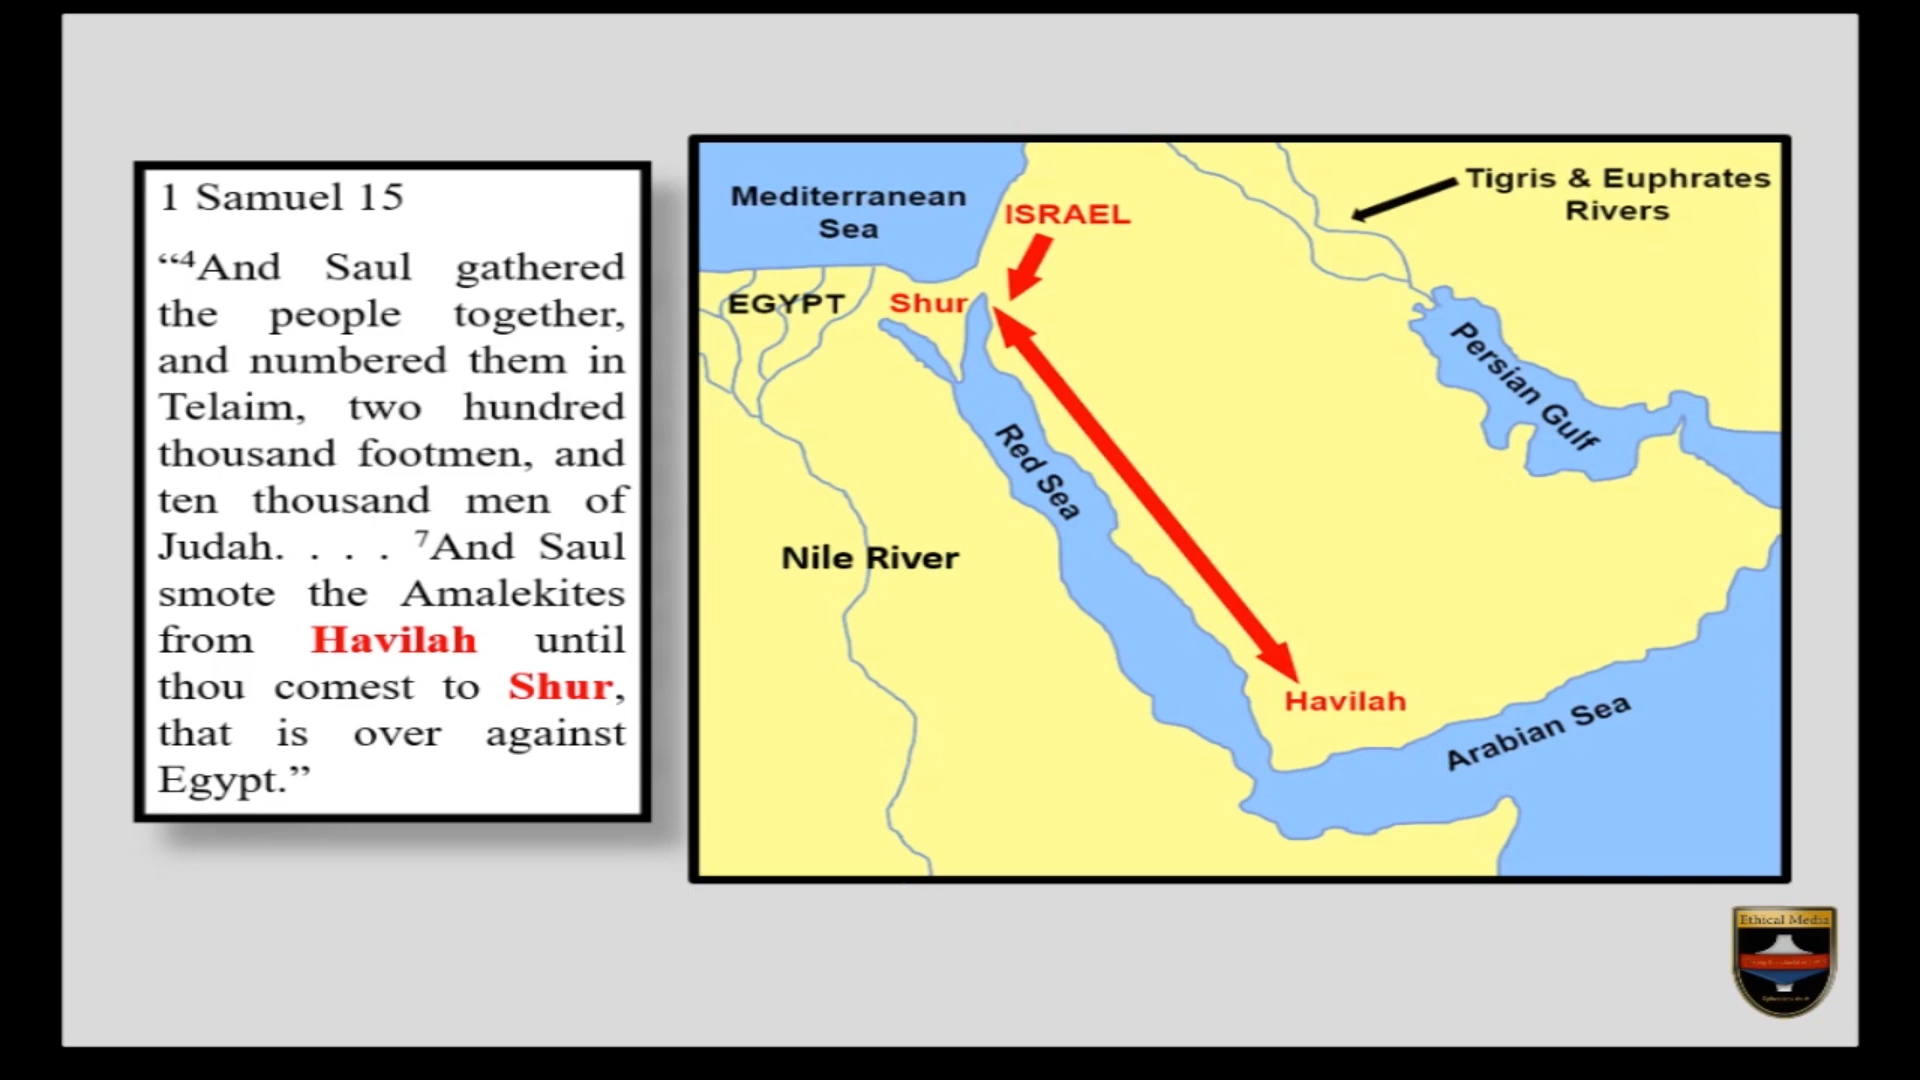 1 Samuel 15
“⁴And Saul gathered
the people together,
and numbered them in
Telaim, two hundred
thousand footmen, and
ten thousand men of
Judah. . . . ⁷And Saul
smote the Amalekites
from Havilah until
thou comest to Shur,
that is over against
Egypt.”
Mediterranean
Sea
ISRAEL
Tigris & Euphrates
Rivers
EGYPT
Shur
Persian Gulf
Red Sea
Nile River
Havilah
Arabian Sea
Ethical Media